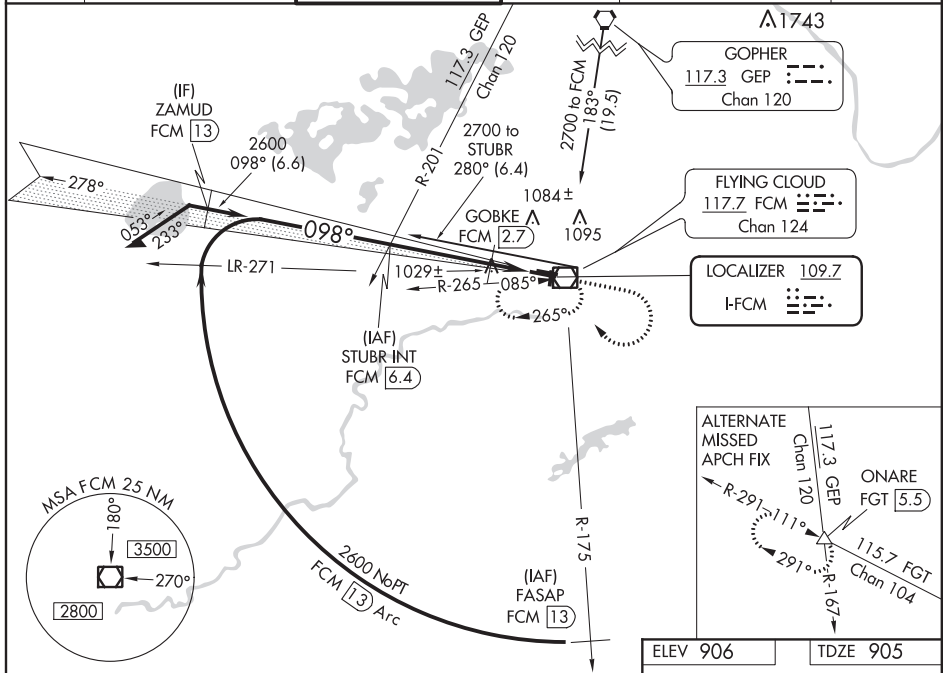 1743
GOPHER
117.3 GEP
Chan 120
117.3 GEP
Chan 120
2700 to FCM
183°
(19.5)
(IF)
ZAMUD
FCM 13
2600
098° (6.6)
R-201
2700 to
STUBR
280° (6.4)
278°
053°
233°
098°
1084±
1095
GOBKE
FCM 2.7
FLYING CLOUD
117.7 FCM
Chan 124
LR-271
1029±
R-265
085°
265°
LOCALIZER 109.7
I-FCM
(IAF)
STUBR INT
FCM 6.4
MSA FCM 25 NM
180°
3500
270°
2800
2600 NoPT
FCM 13 Arc
R-175
(IAF)
FASAP
FCM 13
ALTERNATE
MISSED
APCH FIX
117.3 GEP
Chan 120
ONARE
FGT 5.5
R-291
111°
291°
R-167
115.7 FGT
Chan 104
ELEV 906
TDZE 905